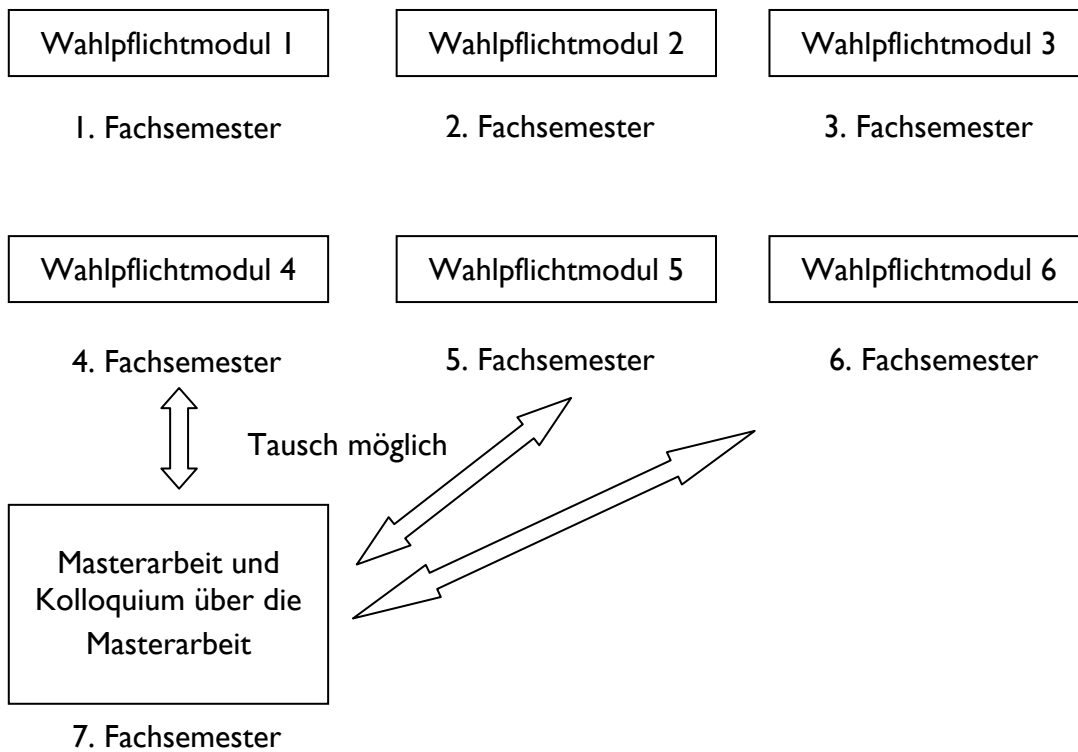 Wahlpflichtmodul 1
Wahlpflichtmodul 2
Wahlpflichtmodul 3
1. Fachsemester
2. Fachsemester
3. Fachsemester
Wahlpflichtmodul 4
Wahlpflichtmodul 5
Wahlpflichtmodul 6
4. Fachsemester
5. Fachsemester
6. Fachsemester
Tausch möglich
Masterarbeit und
Kolloquium über die
Masterarbeit
7. Fachsemester